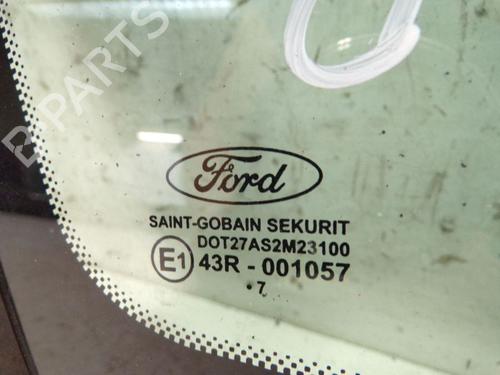 B-PARTS
Ford
SAINT-GOBAIN SEKURIT
DOT27AS2M23100
E1 43R - 001057
.7